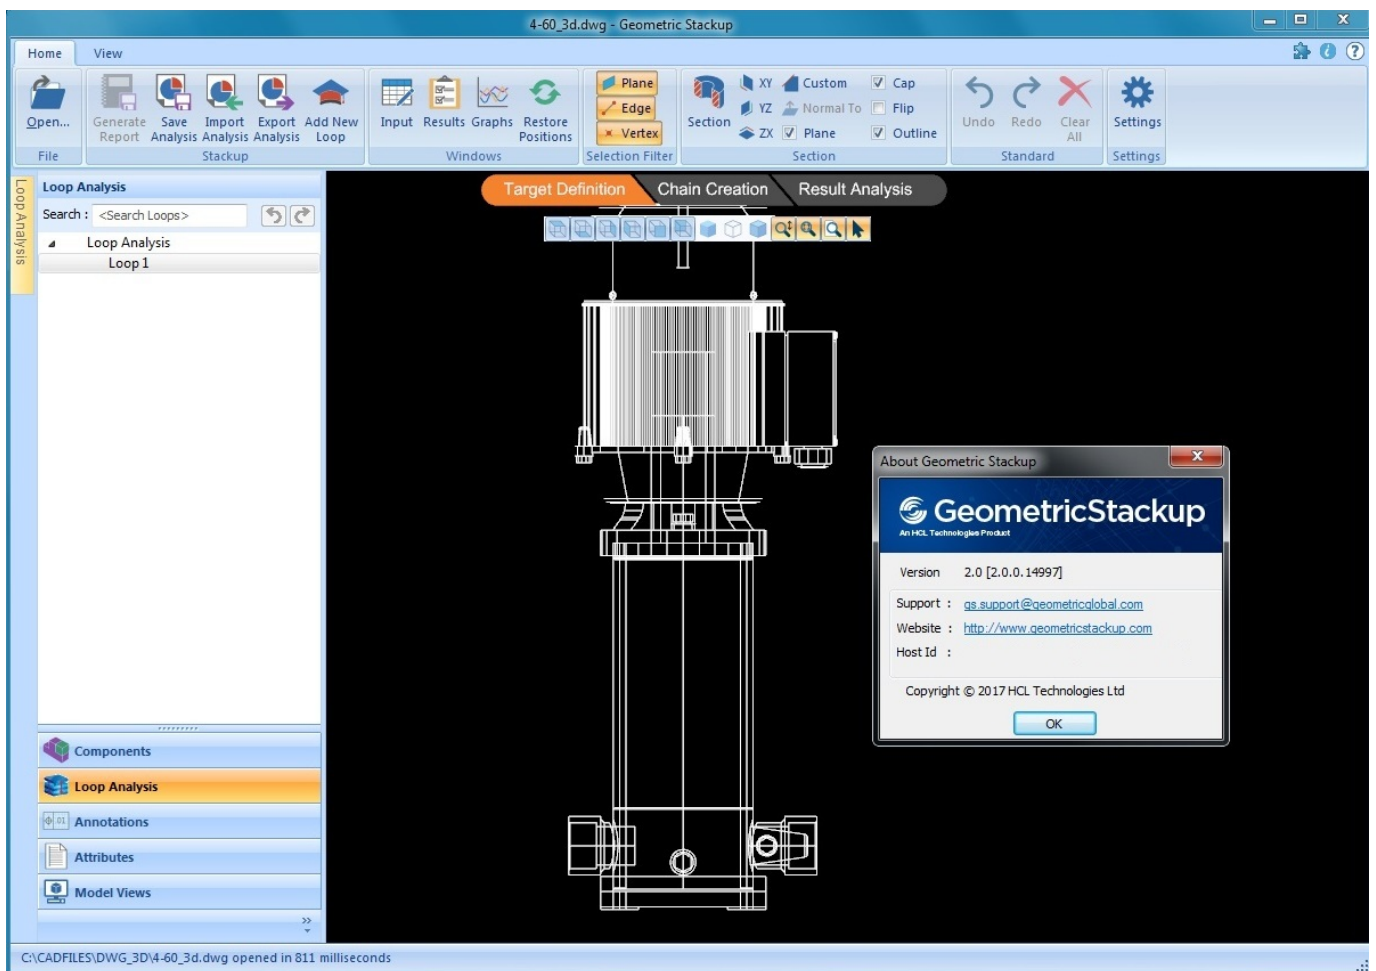 4-60_3d.dwg - Geometric Stackup
Home View
Open...
Generate Report
Save Analysis
Import Analysis
Export Analysis
Add New Loop
Input
Results
Graphs
Restore Positions
Plane
Edge
Vertex
Section
XY
YZ
ZX
Custom
Normal To
Plane
Cap
Flip
Outline
Undo
Redo
Clear All
Settings
File Stackup Windows Selection Filter Section Standard Settings
Loop Analysis
Loop Analysis
Search : <Search Loops>
Loop Analysis
Loop 1
Target Definition Chain Creation Result Analysis
About Geometric Stackup
GeometricStackup
An HCL Technologies Product
Version 2.0 [2.0.0.14997]
Support : gs.support@geometricglobal.com
Website : http://www.geometricstackup.com
Host Id :
Copyright © 2017 HCL Technologies Ltd
OK
Components
Loop Analysis
.01 Annotations
Attributes
Model Views
C:\CADFILES\DWG_3D\4-60_3d.dwg opened in 811 milliseconds